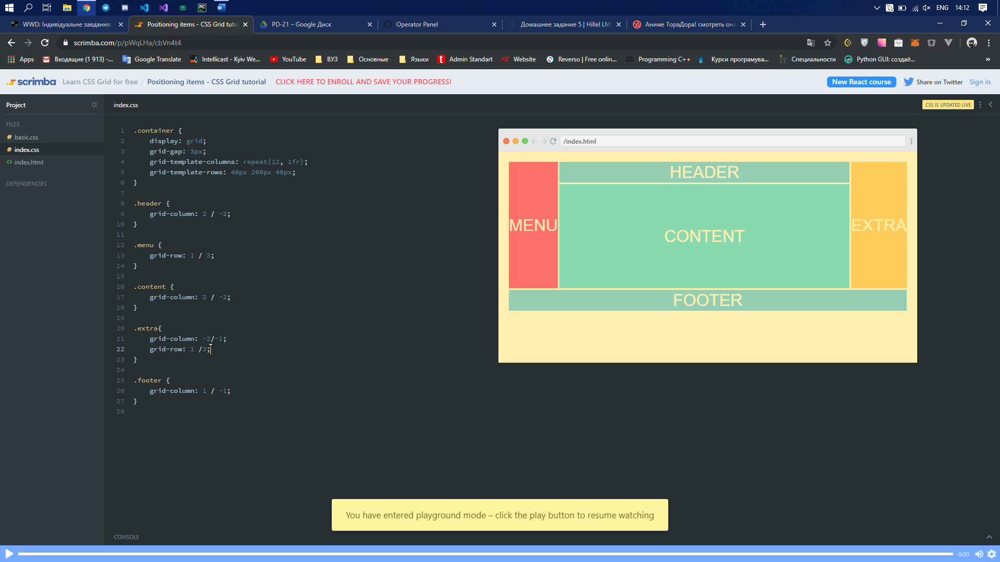 ENG 14:12
WWD: Індивідуальне завдання:
Positioning items - CSS Grid tuto
PD-21 – Google Диск
Operator Panel
Домашнее задание 5 | Hillel LM
Аниме ТораДора! смотреть онл
scrimba.com/p/pWqLHa/cbVn4t4
Apps
Входящие (1 913) -...
Google Translate
Intellicast - Kyiv We...
YouTube
ВУЗ
Основные
Языки
Admin Standart
Website
Reverso | Free onlin...
Programming C++
Курси програмува...
Специальности
Python GUI: создаё...
»
scrimba
Learn CSS Grid for free / Positioning items - CSS Grid tutorial
CLICK HERE TO ENROLL AND SAVE YOUR PROGRESS!
New React course
Share on Twitter
Sign in
Project
index.css
CSS IS UPDATED LIVE
FILES
# basic.css
# index.css
<> index.html
DEPENDENCIES
1 .container {
2 display: grid;
3 grid-gap: 3px;
4 grid-template-columns: repeat(12, 1fr);
5 grid-template-rows: 40px 200px 40px;
6 }
7
8 .header {
9 grid-column: 2 / -2;
10 }
11
12 .menu {
13 grid-row: 1 / 3;
14 }
15
16 .content {
17 grid-column: 2 / -2;
18 }
19
20 .extra{
21 grid-column: -2/-1;
22 grid-row: 1 /3;
23 }
24
25 .footer {
26 grid-column: 1 / -1;
27 }
28
/index.html
HEADER
MENU
CONTENT
EXTRA
FOOTER
You have entered playground mode – click the play button to resume watching
CONSOLE
-0:00